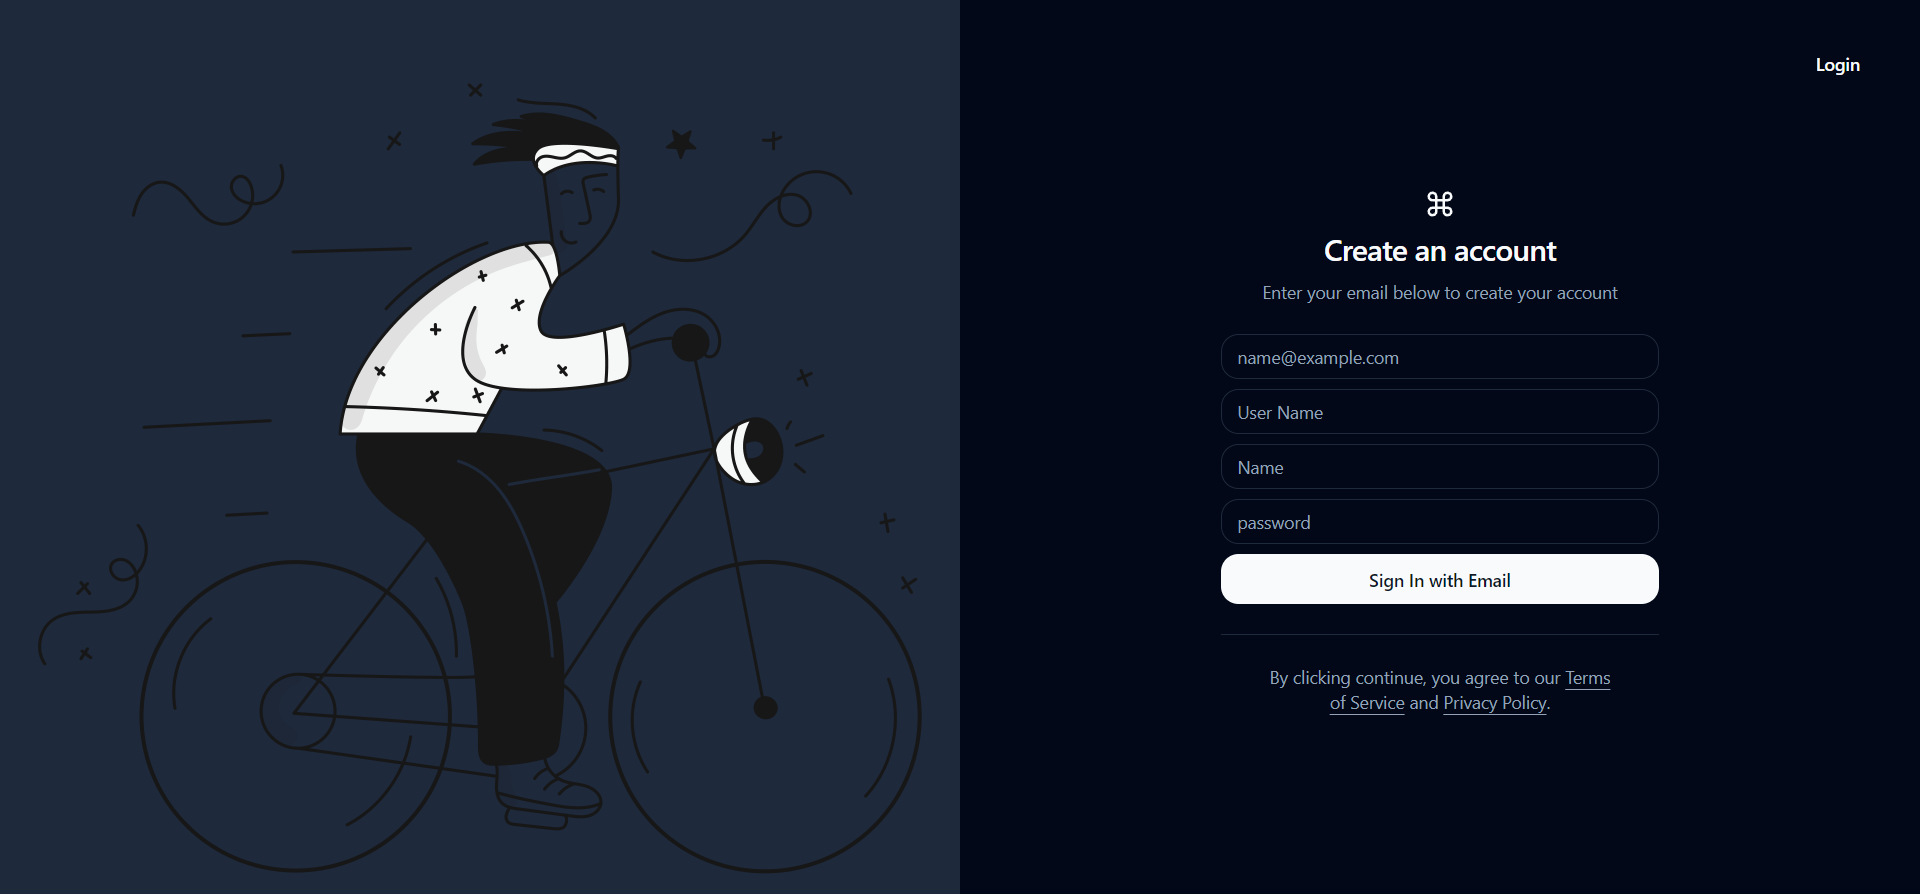 Login
⌘
Create an account
Enter your email below to create your account
name@example.com
User Name
Name
password
Sign In with Email
By clicking continue, you agree to our Terms
of Service and Privacy Policy.